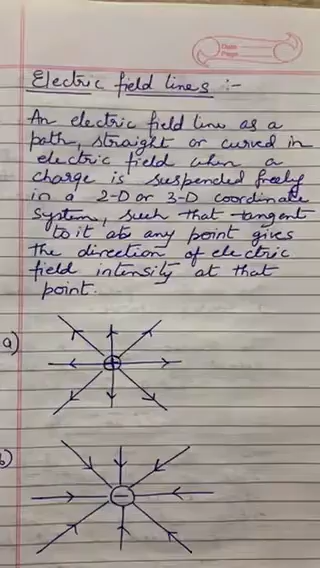 Date
Page
Electric field lines :-
An electric field line as a
path, straight or curved in
electric field when a
charge is suspended freely
in a 2-D or 3-D coordinate
system, such that tangent
to it at any point gives
the direction of electric
field intensity at that
point.
a)
+
b)
-